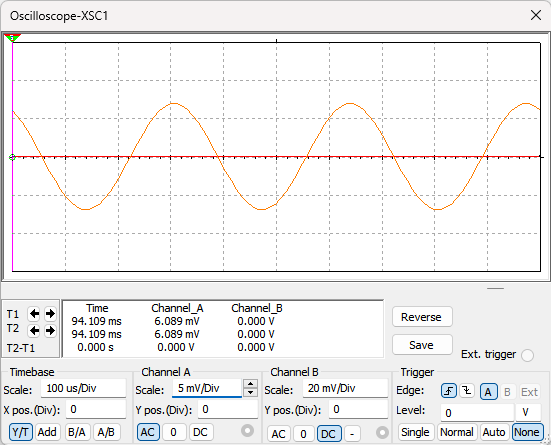 Oscilloscope-XSC1
T1
T2
T2-T1
Time Channel_A Channel_B
94.109 ms 6.089 mV 0.000 V
94.109 ms 6.089 mV 0.000 V
0.000 s 0.000 V 0.000 V
Reverse
Save
Ext. trigger
Timebase
Scale: 100 us/Div
X pos.(Div): 0
Y/T Add B/A A/B
Channel A
Scale: 5 mV/Div
Y pos.(Div): 0
AC 0 DC
Channel B
Scale: 20 mV/Div
Y pos.(Div): 0
AC 0 DC -
Trigger
Edge: A B Ext
Level: 0 V
Single Normal Auto None